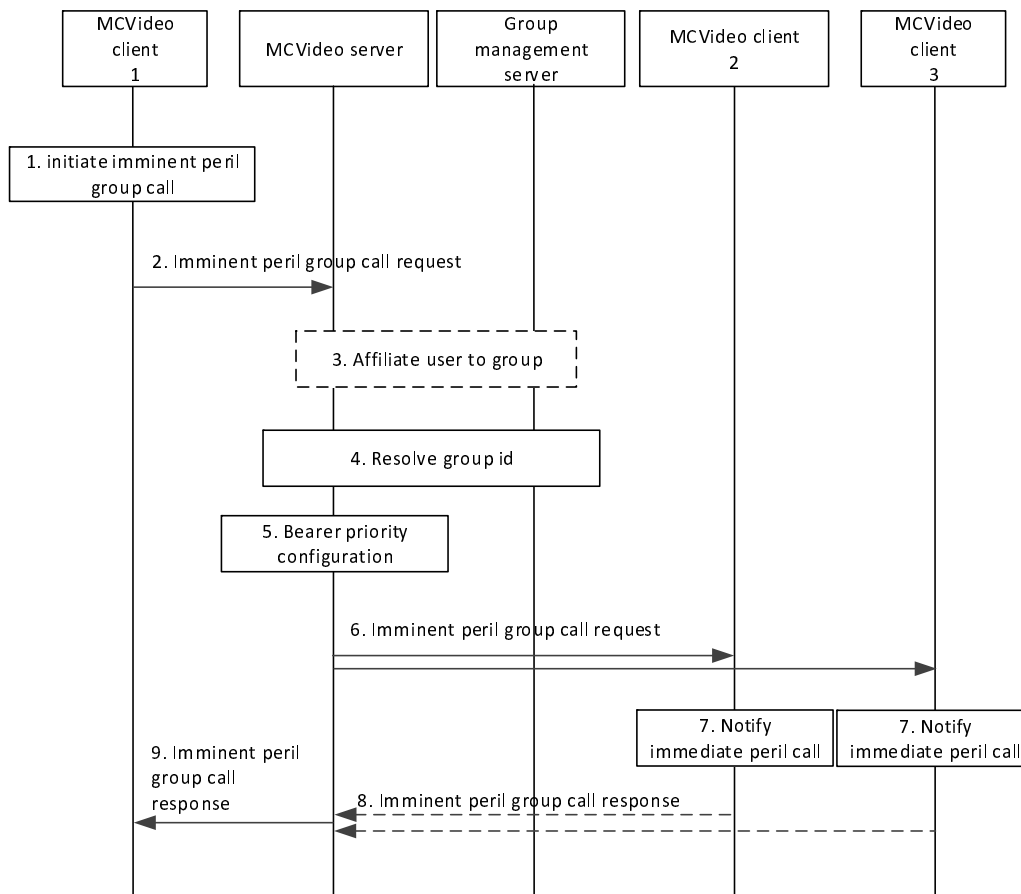 MCVideo
client
1
MCVideo server
Group
management
server
MCVideo client
2
MCVideo
client
3
1. initiate imminent peril
group call
2. Imminent peril group call request
3. Affiliate user to group
4. Resolve group id
5. Bearer priority
configuration
6. Imminent peril group call request
7. Notify
immediate peril call
7. Notify
immediate peril call
9. Imminent peril
group call
response
8. Imminent peril group call response